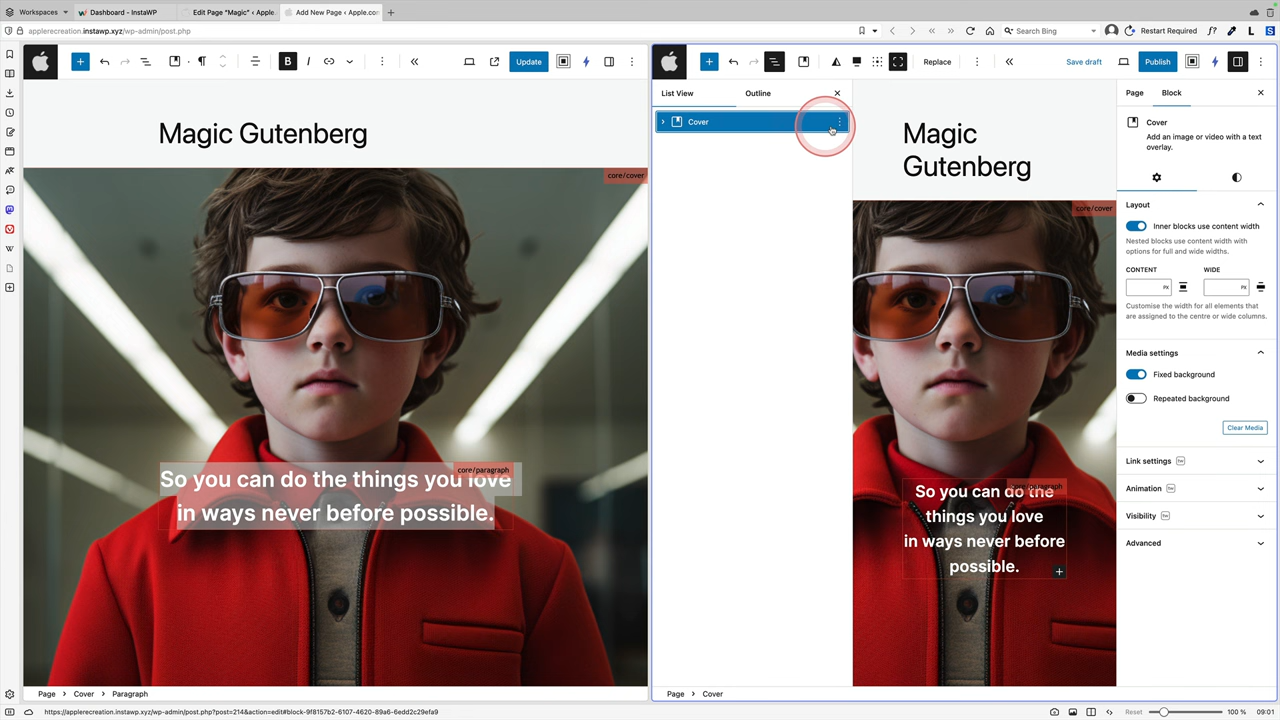 Workspaces
Dashboard - InstaWP
Edit Page "Magic" ‹ Apple
Add New Page ‹ Apple.co
applerecreation.instawp.xyz/wp-admin/post.php
Search Bing
Restart Required
Update
Replace
Save draft
Publish
List View
Outline
Cover
Page
Block
Cover
Add an image or video with a text
overlay.
Magic Gutenberg
Magic
Gutenberg
core/cover
core/cover
Layout
Inner blocks use content width
Nested blocks use content width with
options for full and wide widths.
CONTENT
WIDE
PX
PX
Customise the width for all elements that
are assigned to the centre or wide columns.
Media settings
Fixed background
Repeated background
Clear Media
Link settings
Animation
Visibility
Advanced
core/paragraph
So you can do the things you love
in ways never before possible.
core/paragraph
So you can do the
things you love
in ways never before
possible.
Page > Cover > Paragraph
Page > Cover
https://applerecreation.instawp.xyz/wp-admin/post.php?post=214&action=edit#block-9f8157b2-6107-4620-89a6-6edd2c29efa9
Reset
100 %
09:01